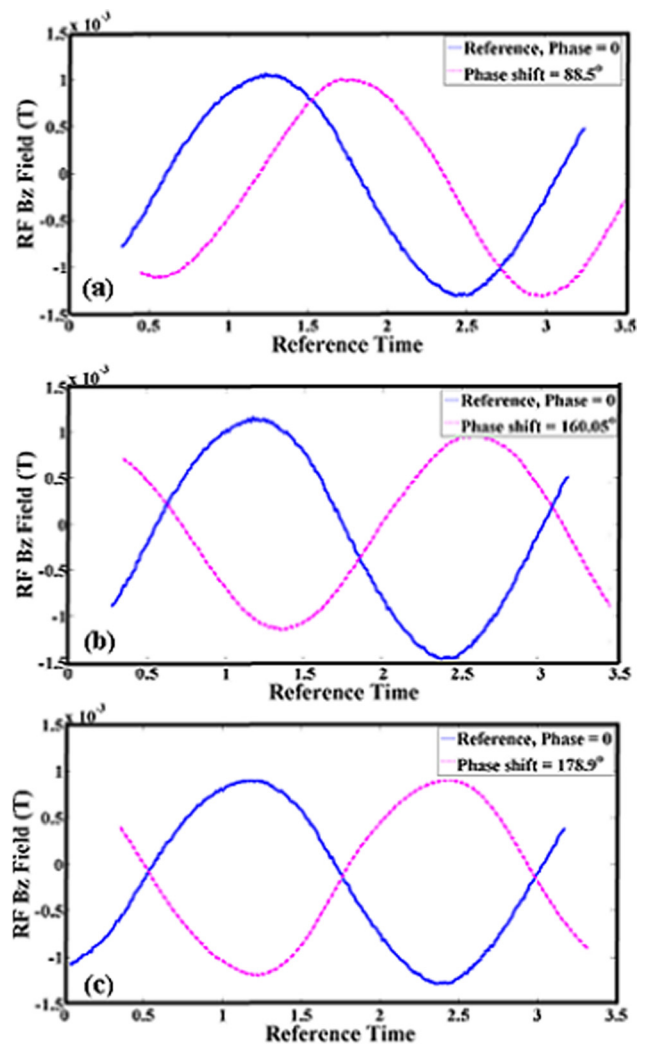 1.5 x 10⁻³
Reference, Phase = 0
Phase shift = 88.5°
1
0.5
0
-0.5
-1
-1.5
RF Bz Field (T)
(a)
0 0.5 1 1.5 2 2.5 3 3.5
Reference Time
1.5 x 10⁻³
Reference, Phase = 0
Phase shift = 160.05°
1
0.5
0
-0.5
-1
-1.5
RF Bz Field (T)
(b)
0 0.5 1 1.5 2 2.5 3 3.5
Reference Time
1.5 x 10⁻³
Reference, Phase = 0
Phase shift = 178.9°
1
0.5
0
-0.5
-1
-1.5
RF Bz Field (T)
(c)
0 0.5 1 1.5 2 2.5 3 3.5
Reference Time